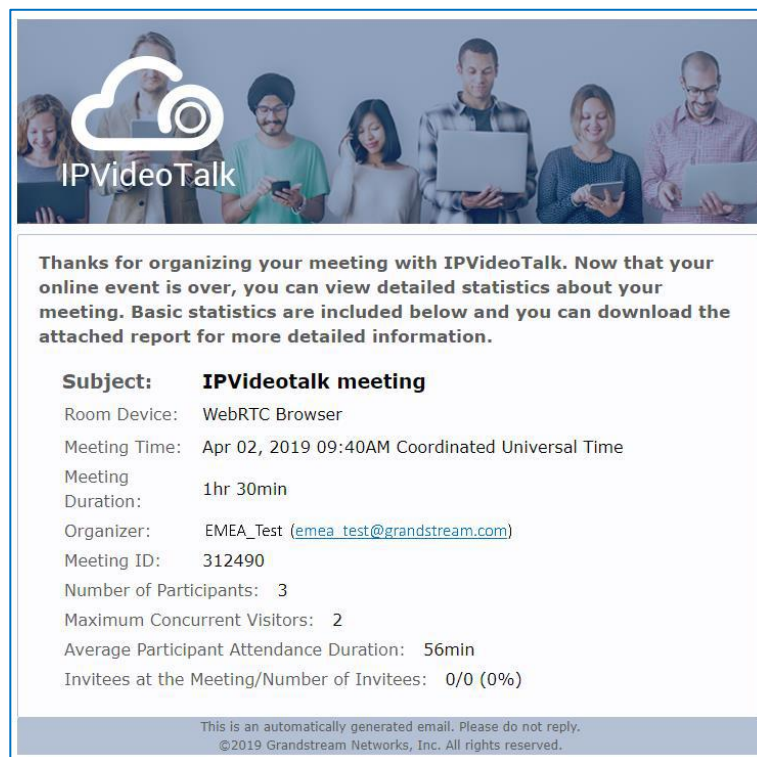 IPVideoTalk
Thanks for organizing your meeting with IPVideoTalk. Now that your
online event is over, you can view detailed statistics about your
meeting. Basic statistics are included below and you can download the
attached report for more detailed information.
Subject: IPVideotalk meeting
Room Device: WebRTC Browser
Meeting Time: Apr 02, 2019 09:40AM Coordinated Universal Time
Meeting
Duration: 1hr 30min
Organizer: EMEA_Test (emea_test@grandstream.com)
Meeting ID: 312490
Number of Participants: 3
Maximum Concurrent Visitors: 2
Average Participant Attendance Duration: 56min
Invitees at the Meeting/Number of Invitees: 0/0 (0%)
This is an automatically generated email. Please do not reply.
©2019 Grandstream Networks, Inc. All rights reserved.